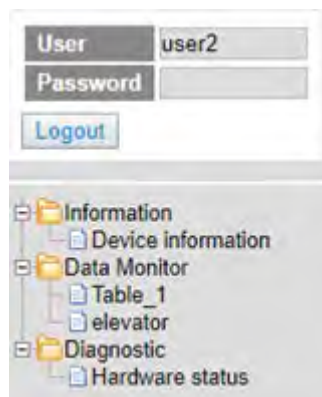 User user2
Password
Logout
Information
Device information
Data Monitor
Table_1
elevator
Diagnostic
Hardware status